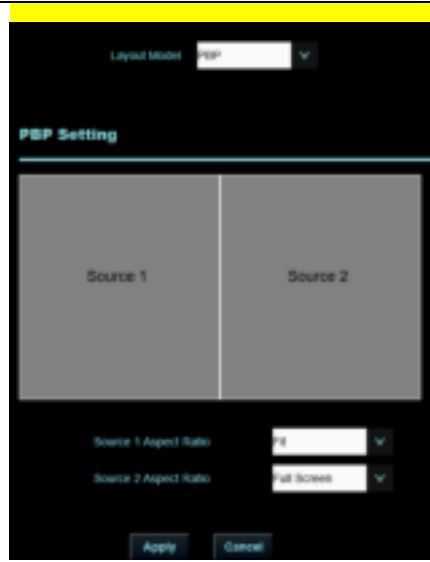 Layout Model PBP
PBP Setting
Source 1 Source 2
Source 1 Aspect Ratio Fit
Source 2 Aspect Ratio Full Screen
Apply Cancel